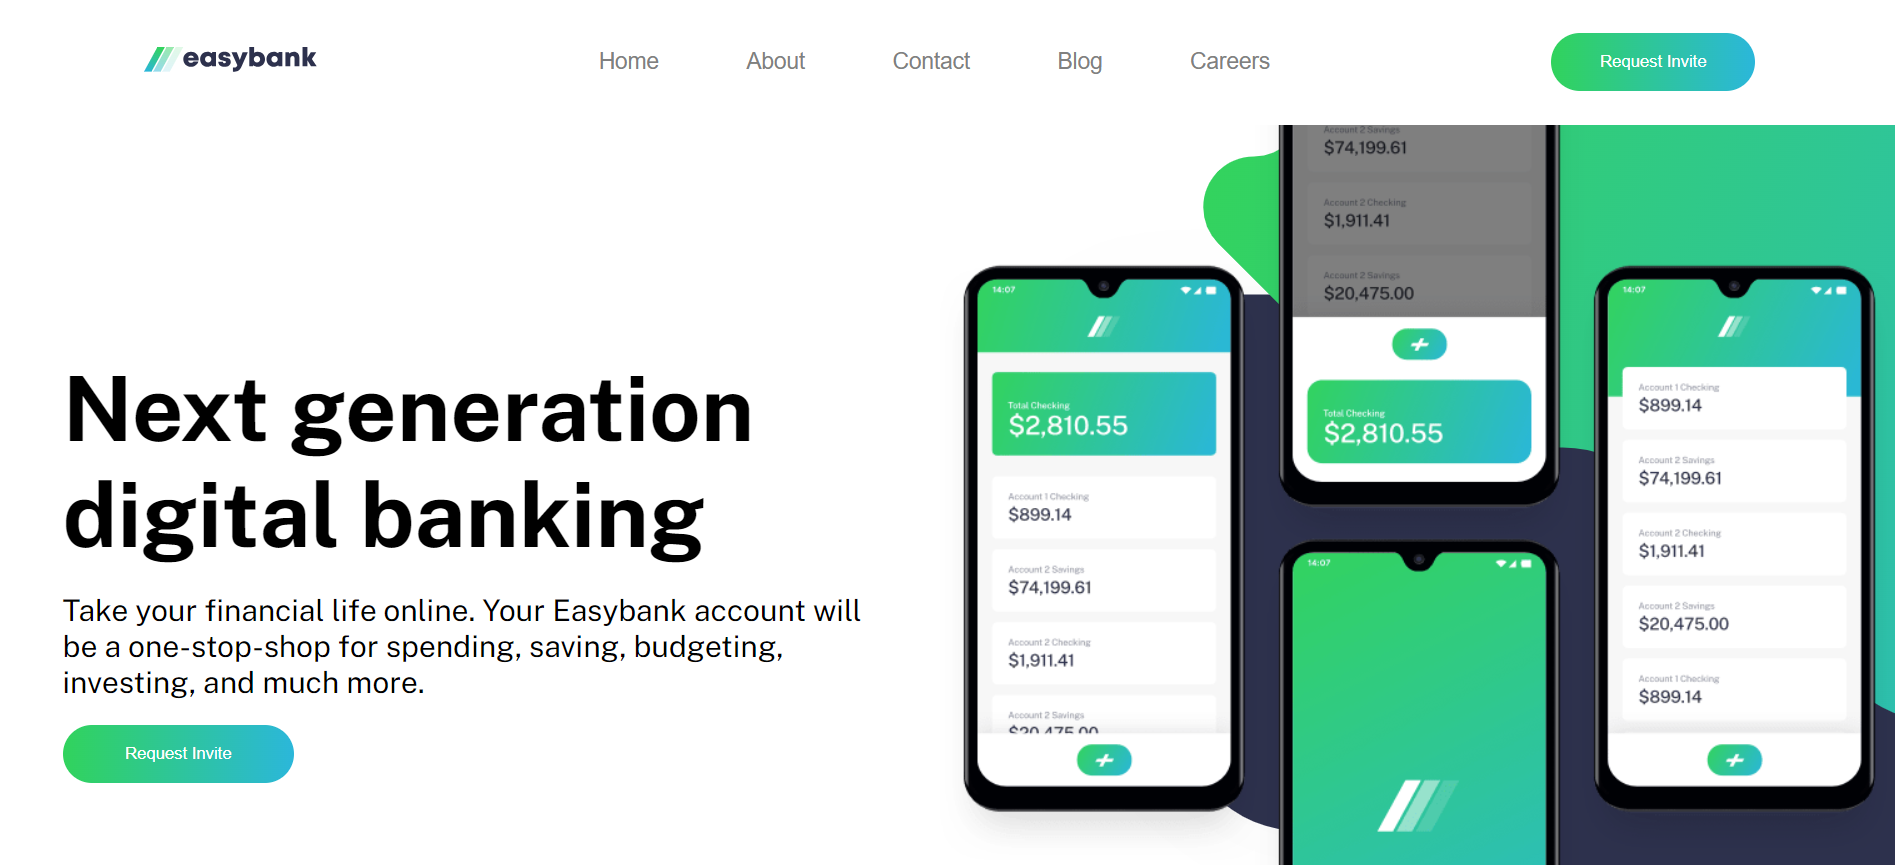 easybank
Home
About
Contact
Blog
Careers
Request Invite
Next generation
digital banking
Take your financial life online. Your Easybank account will
be a one-stop-shop for spending, saving, budgeting,
investing, and much more.
Request Invite
14:07
Total Checking
$2,810.55
Account 1 Checking
$899.14
Account 2 Savings
$74,199.61
Account 2 Checking
$1,911.41
Account 2 Savings
$20,475.00
Account 2 Savings
$74,199.61
Account 2 Checking
$1,911.41
Account 2 Savings
$20,475.00
Total Checking
$2,810.55
14:07
14:07
Account 1 Checking
$899.14
Account 2 Savings
$74,199.61
Account 2 Checking
$1,911.41
Account 2 Savings
$20,475.00
Account 1 Checking
$899.14